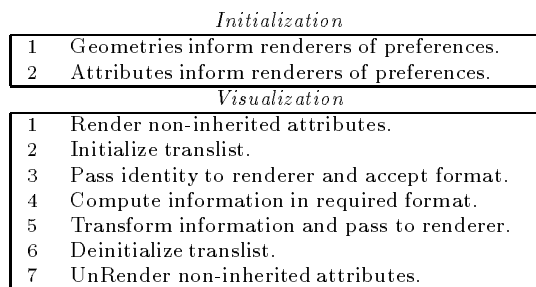 Initialization
1 Geometries inform renderers of preferences.
2 Attributes inform renderers of preferences.
Visualization
1 Render non-inherited attributes.
2 Initialize translist.
3 Pass identity to renderer and accept format.
4 Compute information in required format.
5 Transform information and pass to renderer.
6 Deinitialize translist.
7 UnRender non-inherited attributes.